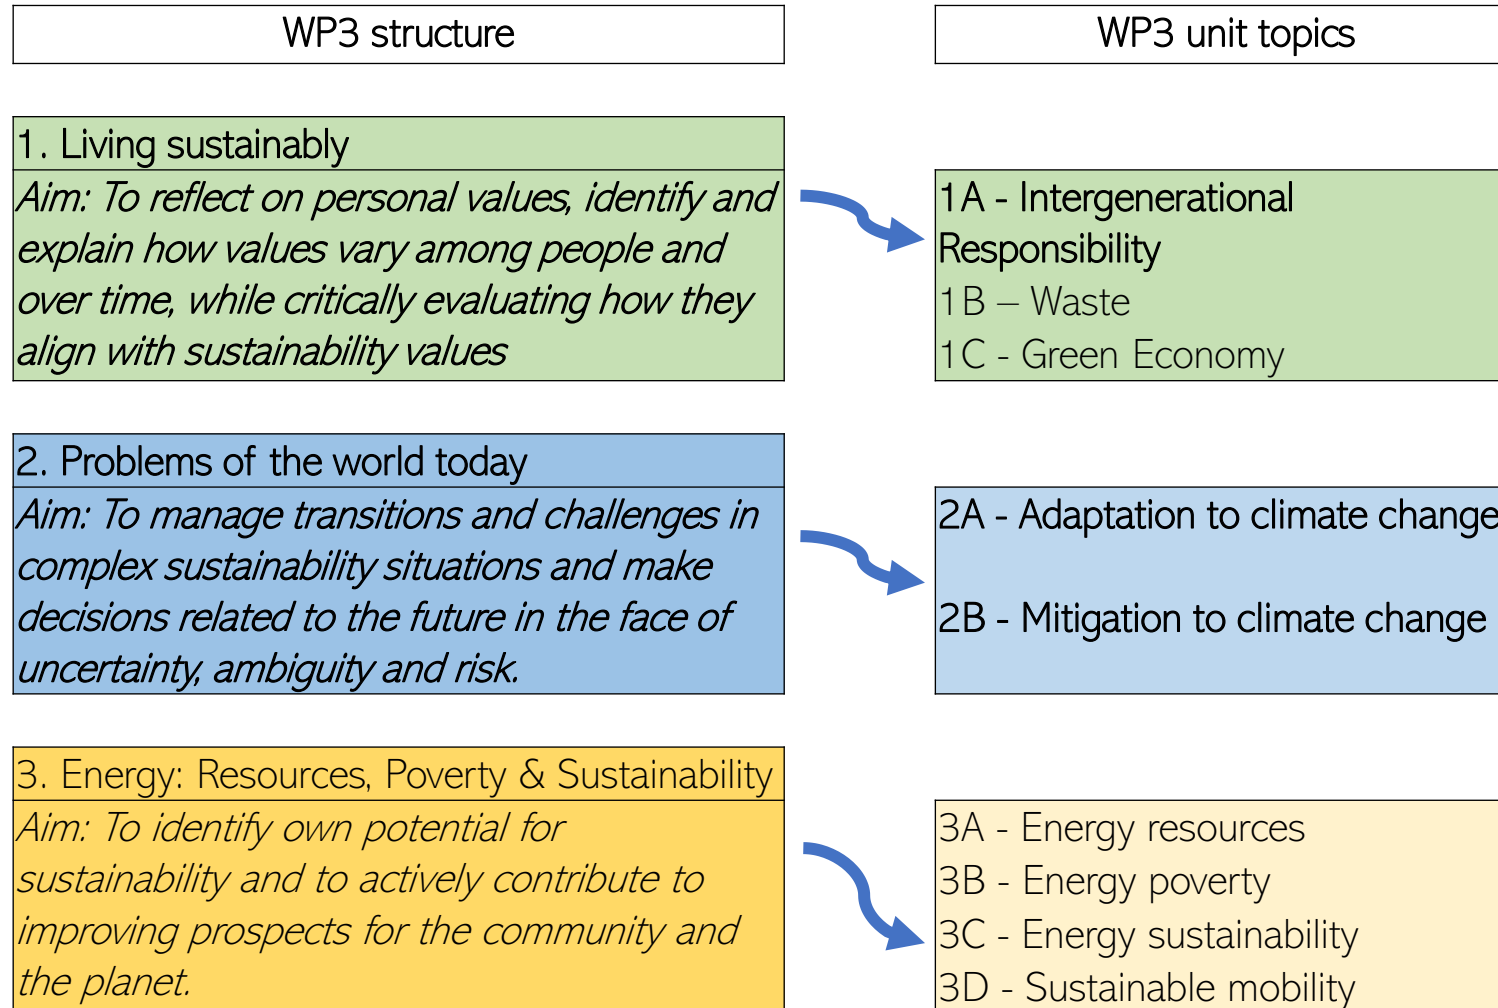 WP3 structure
WP3 unit topics
1. Living sustainably
Aim: To reflect on personal values, identify and
explain how values vary among people and
over time, while critically evaluating how they
align with sustainability values
1A - Intergenerational
Responsibility
1B – Waste
1C - Green Economy
2. Problems of the world today
Aim: To manage transitions and challenges in
complex sustainability situations and make
decisions related to the future in the face of
uncertainty, ambiguity and risk.
2A - Adaptation to climate change
2B - Mitigation to climate change
3. Energy: Resources, Poverty & Sustainability
Aim: To identify own potential for
sustainability and to actively contribute to
improving prospects for the community and
the planet.
3A - Energy resources
3B - Energy poverty
3C - Energy sustainability
3D - Sustainable mobility